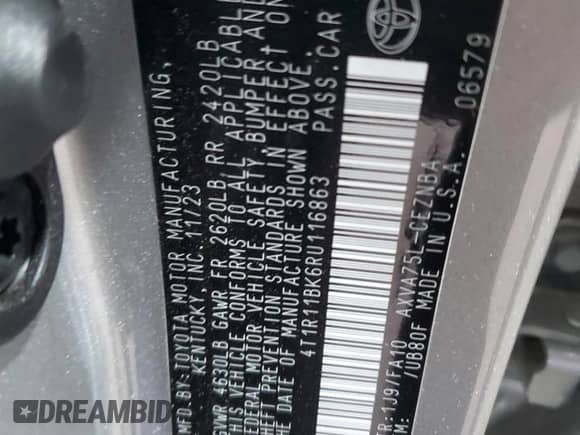 MFD.BY: TOYOTA MOTOR MANUFACTURING,
KENTUCKY, INC. 11/23
GVWR 4630LB GAWR FR 2620LB, RR 2420LB
THIS VEHICLE CONFORMS TO ALL APPLICABLE
FEDERAL MOTOR VEHICLE SAFETY, BUMPER AND
THEFT PREVENTION STANDARDS IN EFFECT ON
THE DATE OF MANUFACTURE SHOWN ABOVE
4T1R11BK6RU116863 PASS. CAR
TR: 1J9/FA10 AXVA75L-CEZNBA
TM: /UB80F MADE IN U.S.A. 06579
DREAMBID